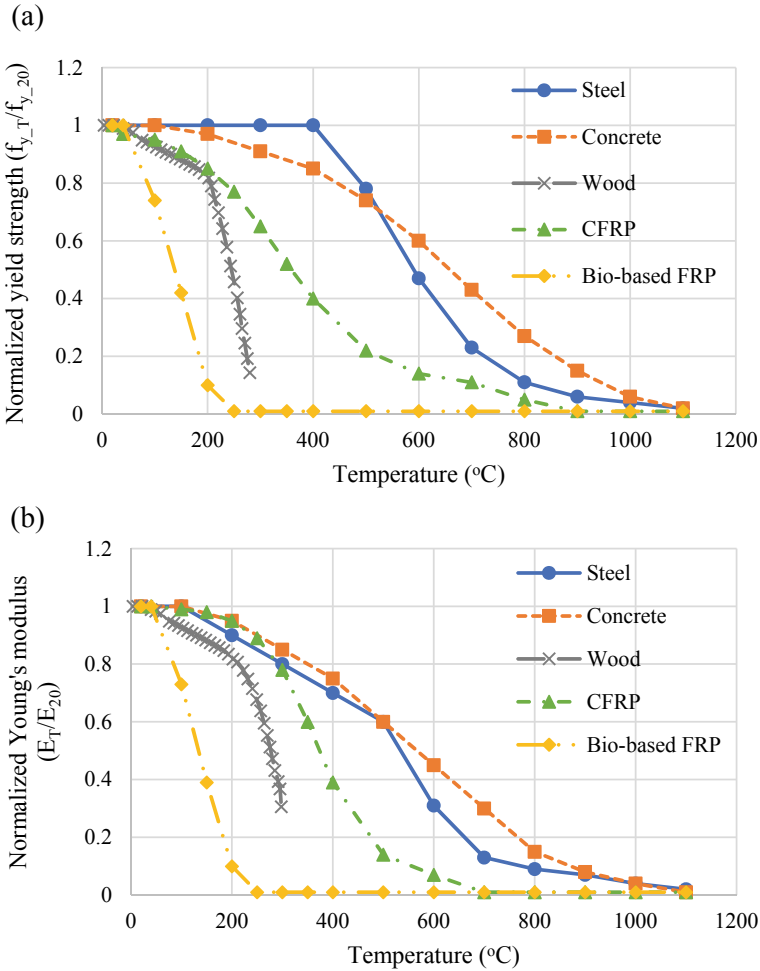 (a)
Normalized yield strength (f_y_T/f_y_20)
1.2
1
0.8
0.6
0.4
0.2
0
0 200 400 600 800 1000 1200
Steel
Concrete
Wood
CFRP
Bio-based FRP
Temperature (°C)
(b)
Normalized Young's modulus
(E_T/E_20)
1.2
1
0.8
0.6
0.4
0.2
0
0 200 400 600 800 1000 1200
Steel
Concrete
Wood
CFRP
Bio-based FRP
Temperature (°C)